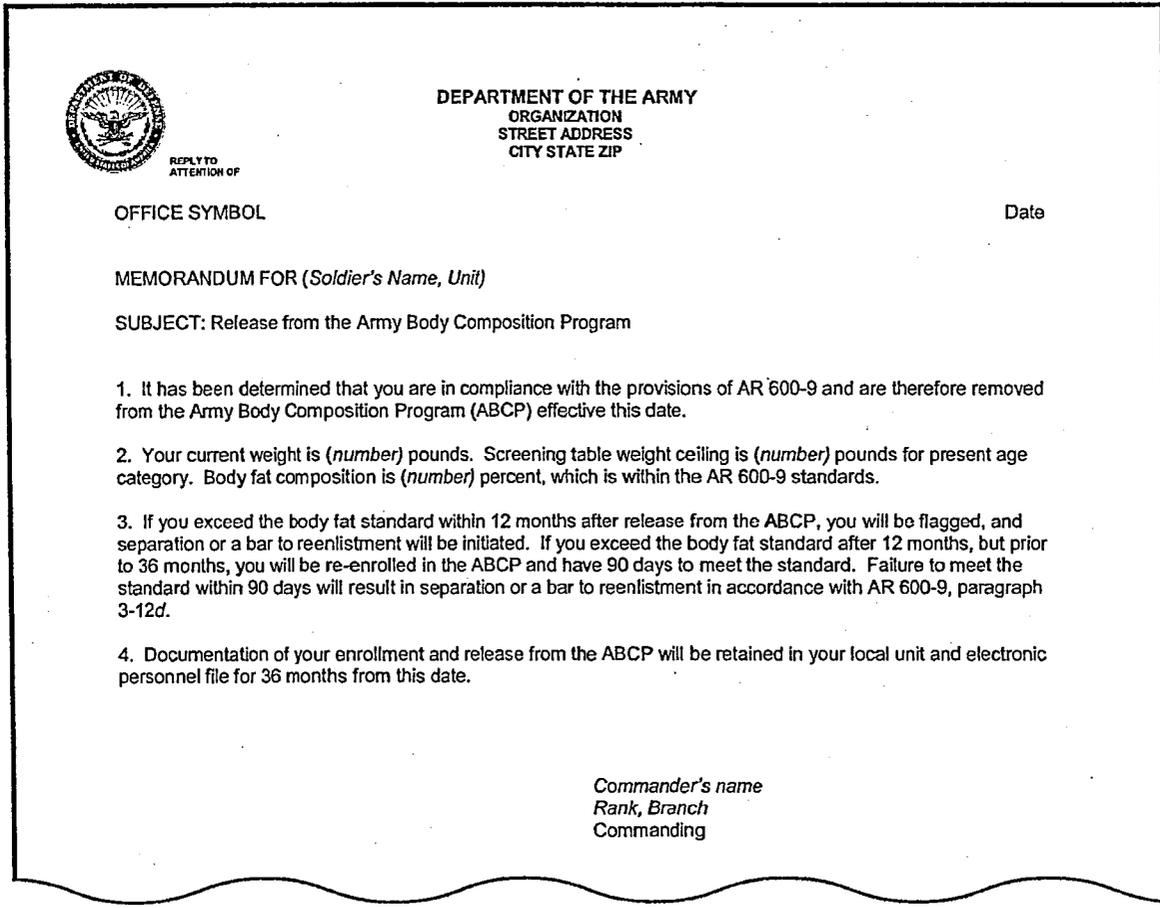 DEPARTMENT OF DEFENSE
DEPARTMENT OF THE ARMY
ORGANIZATION
STREET ADDRESS
CITY STATE ZIP
REPLY TO
ATTENTION OF
OFFICE SYMBOL Date
MEMORANDUM FOR (Soldier's Name, Unit)
SUBJECT: Release from the Army Body Composition Program
1. It has been determined that you are in compliance with the provisions of AR 600-9 and are therefore removed
from the Army Body Composition Program (ABCP) effective this date.
2. Your current weight is (number) pounds. Screening table weight ceiling is (number) pounds for present age
category. Body fat composition is (number) percent, which is within the AR 600-9 standards.
3. If you exceed the body fat standard within 12 months after release from the ABCP, you will be flagged, and
separation or a bar to reenlistment will be initiated. If you exceed the body fat standard after 12 months, but prior
to 36 months, you will be re-enrolled in the ABCP and have 90 days to meet the standard. Failure to meet the
standard within 90 days will result in separation or a bar to reenlistment in accordance with AR 600-9, paragraph
3-12d.
4. Documentation of your enrollment and release from the ABCP will be retained in your local unit and electronic
personnel file for 36 months from this date.
Commander's name
Rank, Branch
Commanding